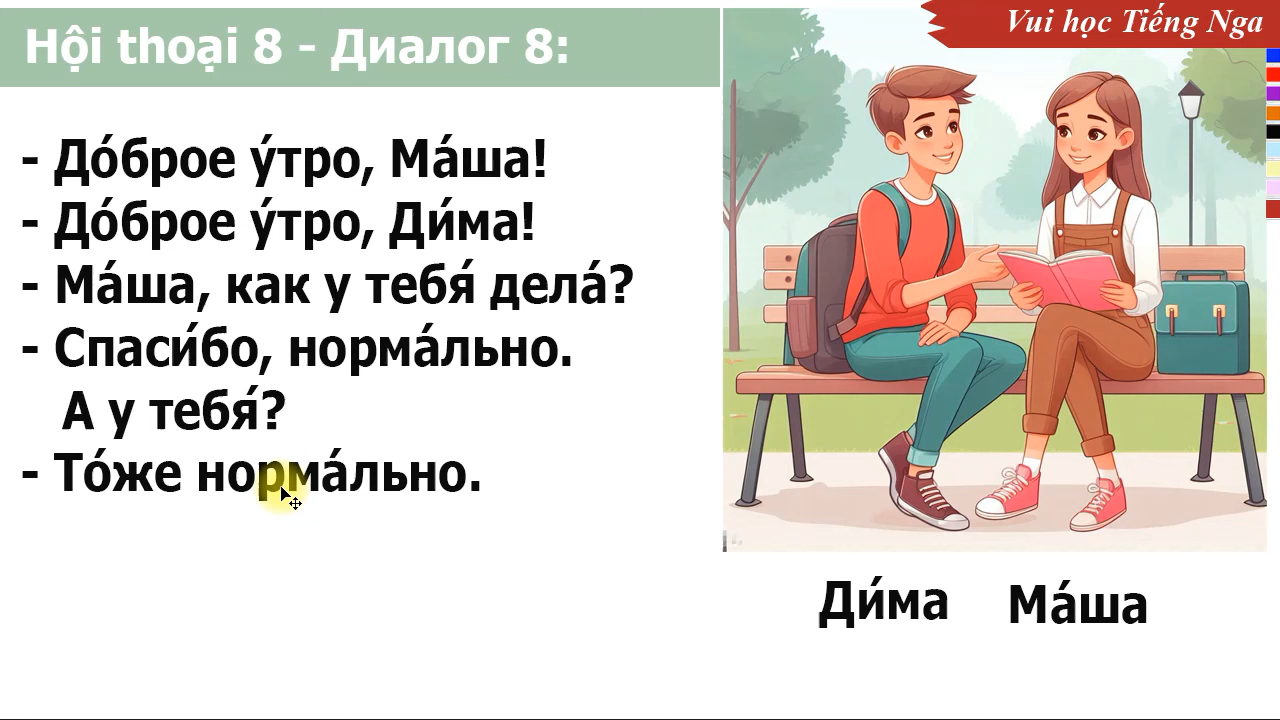 Vui học Tiếng Nga
Hội thoại 8 - Диалог 8:
- До́брое у́тро, Ма́ша!
- До́брое у́тро, Ди́ма!
- Ма́ша, как у тебя́ дела́?
- Спаси́бо, норма́льно.
А у тебя́?
- То́же норма́льно.
Ди́ма Ма́ша